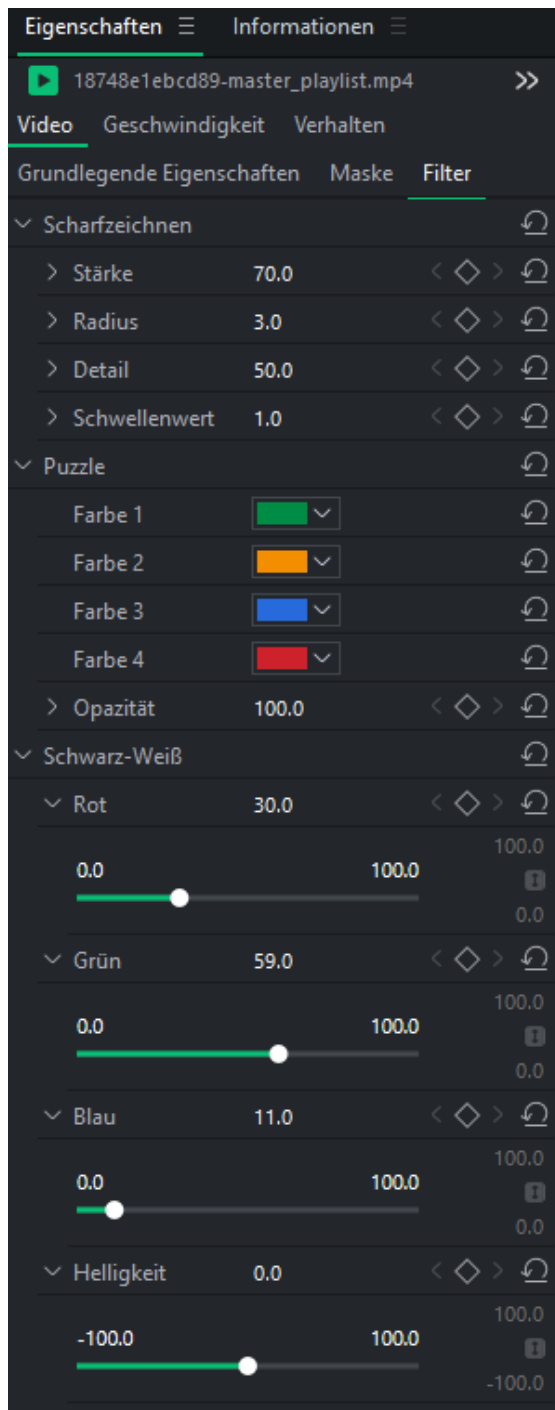 Eigenschaften Informationen
18748e1ebcd89-master_playlist.mp4
Video Geschwindigkeit Verhalten
Grundlegende Eigenschaften Maske Filter
Scharfzeichnen
Stärke 70.0
Radius 3.0
Detail 50.0
Schwellenwert 1.0
Puzzle
Farbe 1
Farbe 2
Farbe 3
Farbe 4
Opazität 100.0
Schwarz-Weiß
Rot 30.0
100.0
0.0 100.0
0.0
Grün 59.0
100.0
0.0 100.0
0.0
Blau 11.0
100.0
0.0 100.0
0.0
Helligkeit 0.0
100.0
-100.0 100.0
-100.0